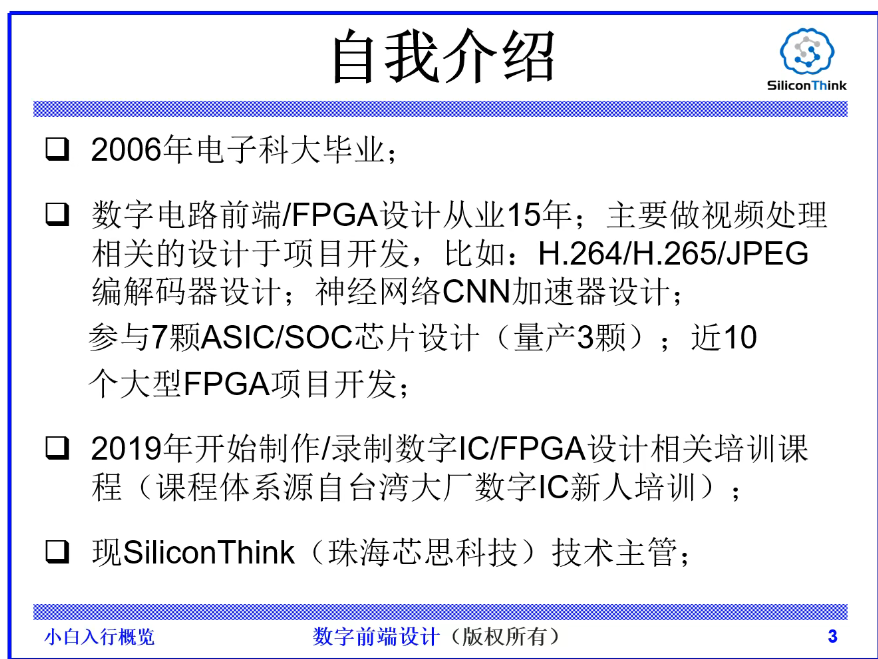 自我介绍
SiliconThink
❑ 2006年电子科大毕业；
❑ 数字电路前端/FPGA设计从业15年；主要做视频处理
相关的设计于项目开发，比如：H.264/H.265/JPEG
编解码器设计；神经网络CNN加速器设计；
参与7颗ASIC/SOC芯片设计（量产3颗）；近10
个大型FPGA项目开发；
❑ 2019年开始制作/录制数字IC/FPGA设计相关培训课
程（课程体系源自台湾大厂数字IC新人培训）；
❑ 现SiliconThink（珠海芯思科技）技术主管；
小白入行概览 数字前端设计（版权所有） 3